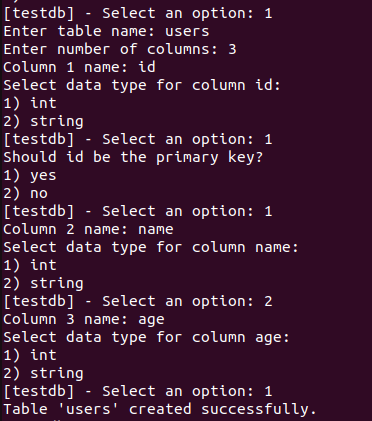 [testdb] - Select an option: 1
Enter table name: users
Enter number of columns: 3
Column 1 name: id
Select data type for column id:
1) int
2) string
[testdb] - Select an option: 1
Should id be the primary key?
1) yes
2) no
[testdb] - Select an option: 1
Column 2 name: name
Select data type for column name:
1) int
2) string
[testdb] - Select an option: 2
Column 3 name: age
Select data type for column age:
1) int
2) string
[testdb] - Select an option: 1
Table 'users' created successfully.